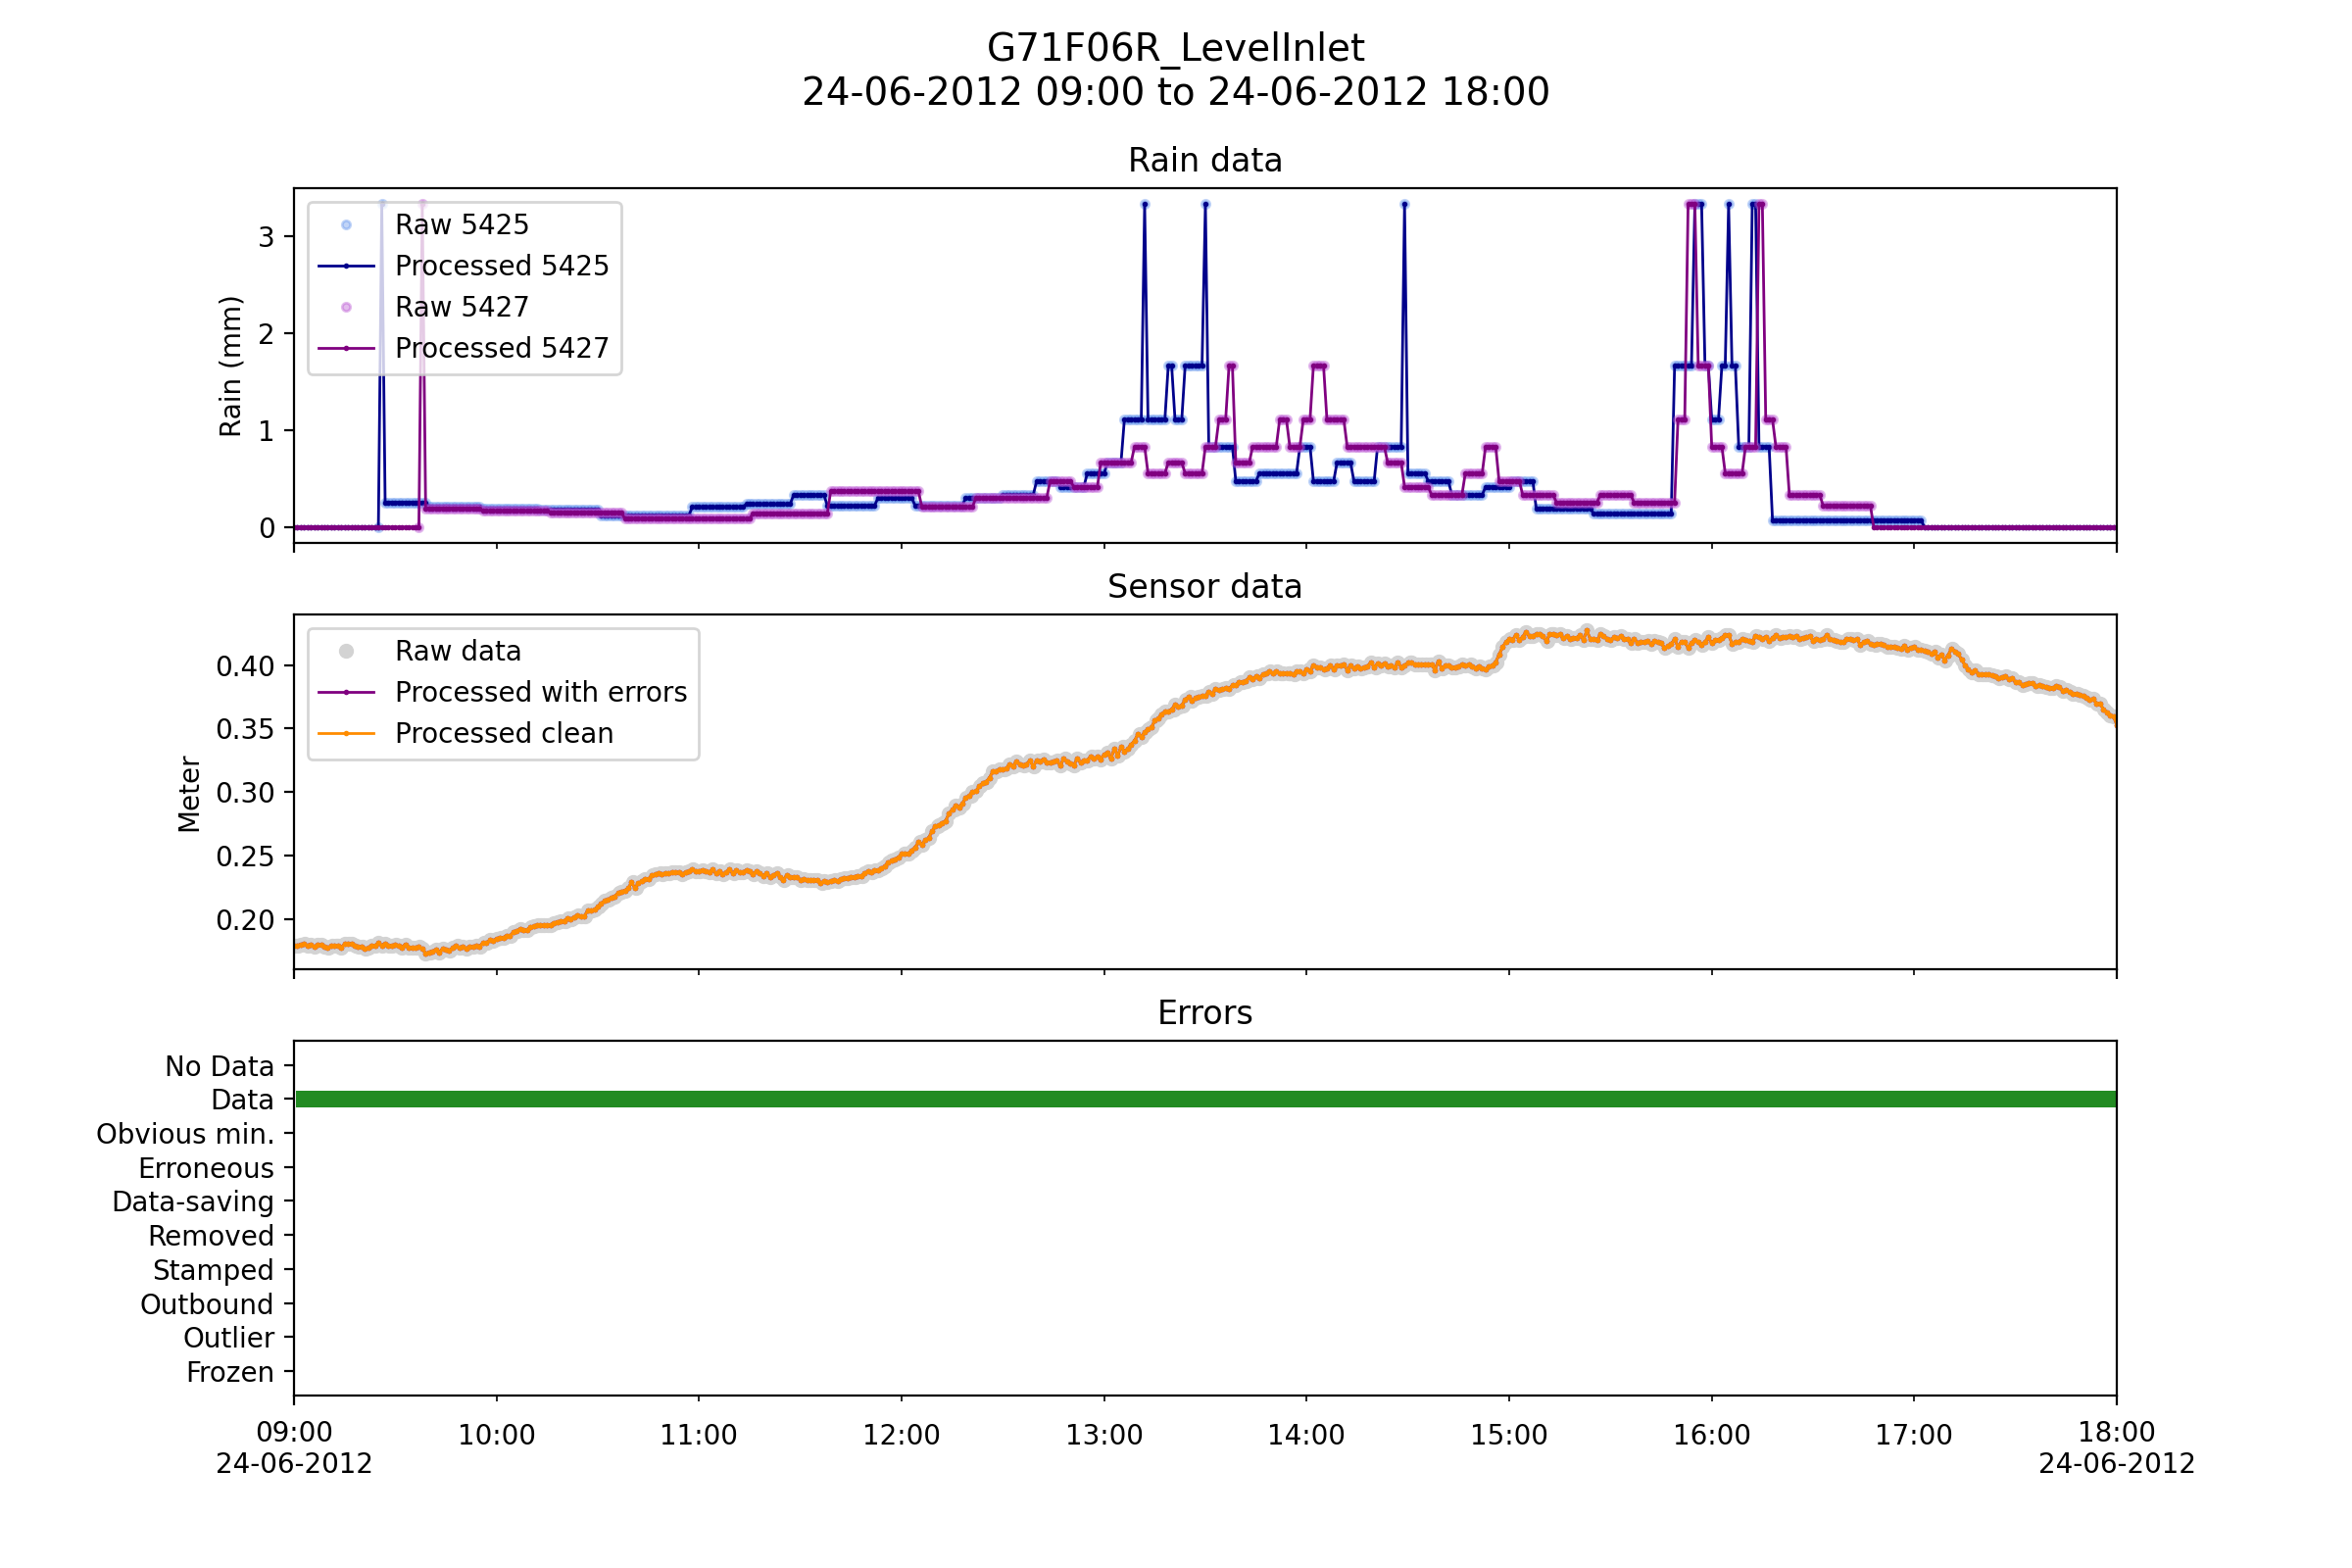 G71F06R_LevelInlet
24-06-2012 09:00 to 24-06-2012 18:00
Rain data
Rain (mm)
3
2
1
0
Raw 5425
Processed 5425
Raw 5427
Processed 5427
Sensor data
Meter
0.40
0.35
0.30
0.25
0.20
Raw data
Processed with errors
Processed clean
Errors
No Data
Data
Obvious min.
Erroneous
Data-saving
Removed
Stamped
Outbound
Outlier
Frozen
09:00 10:00 11:00 12:00 13:00 14:00 15:00 16:00 17:00 18:00
24-06-2012 24-06-2012